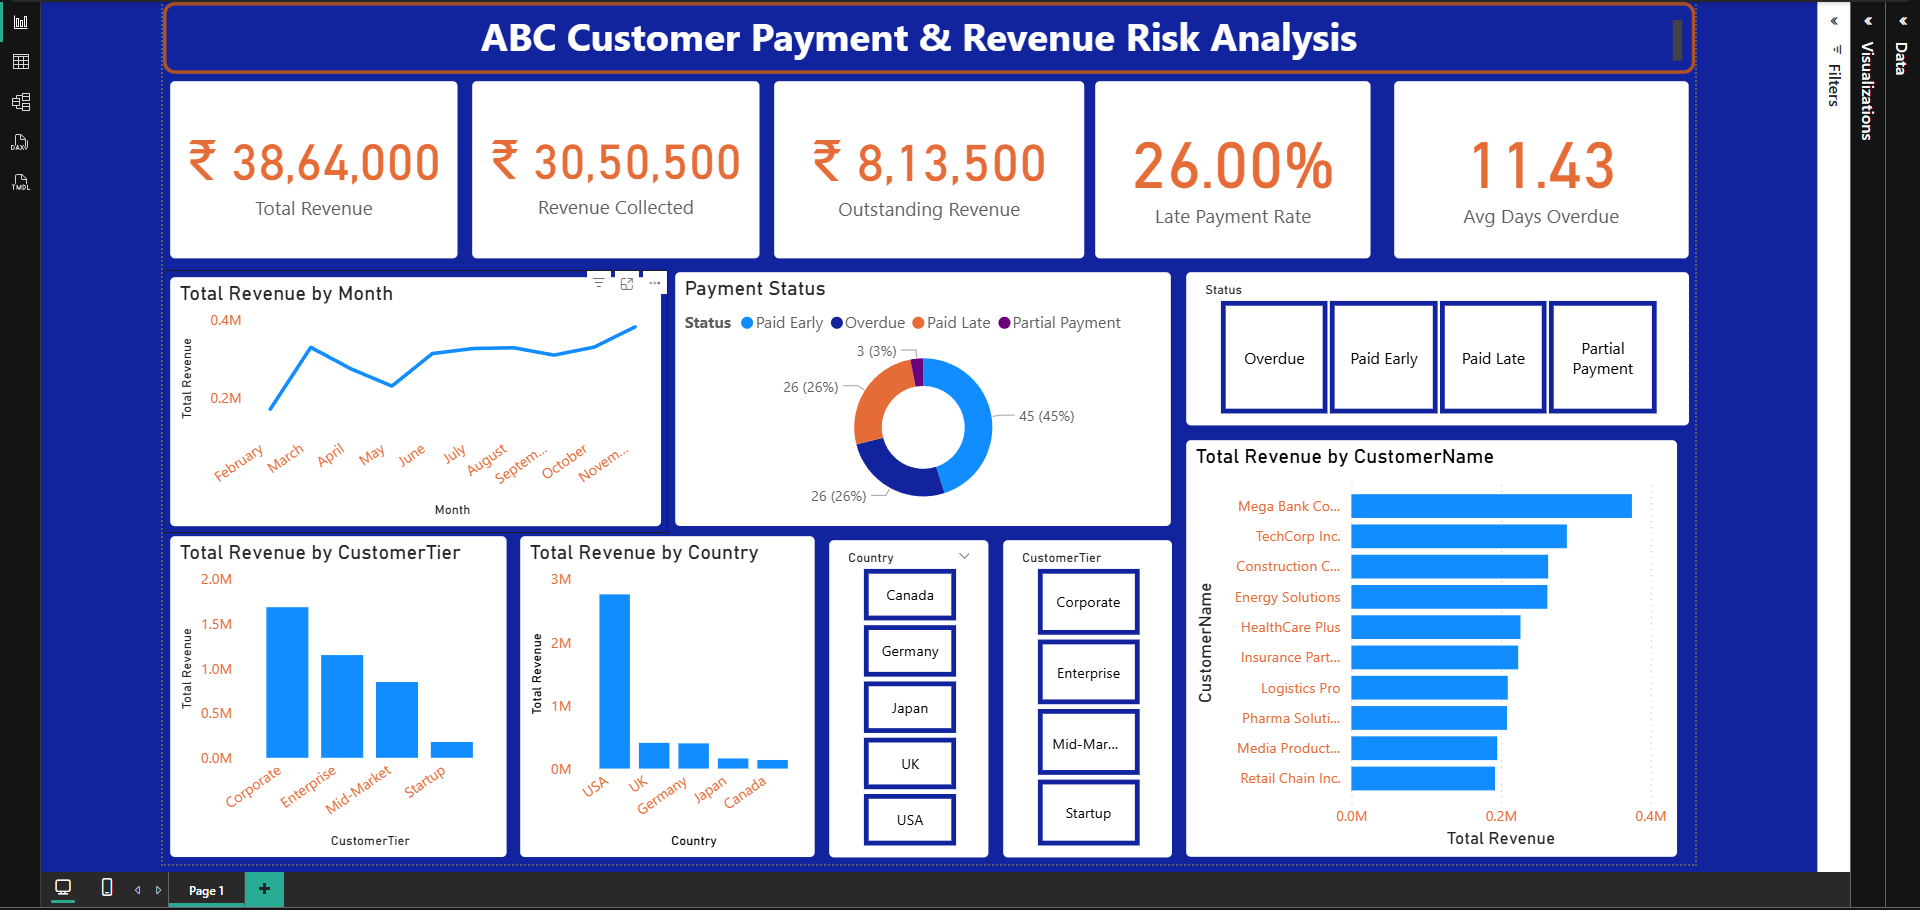 ABC Customer Payment & Revenue Risk Analysis
₹ 38,64,000
Total Revenue
₹ 30,50,500
Revenue Collected
₹ 8,13,500
Outstanding Revenue
26.00%
Late Payment Rate
11.43
Avg Days Overdue
Total Revenue by Month
Total Revenue
0.4M
0.2M
February
March
April
May
June
July
August
Septem...
October
Novem...
Month
Payment Status
Status Paid Early Overdue Paid Late Partial Payment
3 (3%)
26 (26%)
45 (45%)
26 (26%)
Status
Overdue
Paid Early
Paid Late
Partial
Payment
Total Revenue by CustomerTier
Total Revenue
2.0M
1.5M
1.0M
0.5M
0.0M
Corporate
Enterprise
Mid-Market
Startup
CustomerTier
Total Revenue by Country
Total Revenue
3M
2M
1M
0M
USA
UK
Germany
Japan
Canada
Country
Country
Canada
Germany
Japan
UK
USA
CustomerTier
Corporate
Enterprise
Mid-Mar...
Startup
Total Revenue by CustomerName
CustomerName
Mega Bank Co...
TechCorp Inc.
Construction C...
Energy Solutions
HealthCare Plus
Insurance Part...
Logistics Pro
Pharma Soluti...
Media Product...
Retail Chain Inc.
0.0M
0.2M
0.4M
Total Revenue
Filters
Visualizations
Data
DAX
TMDL
Page 1